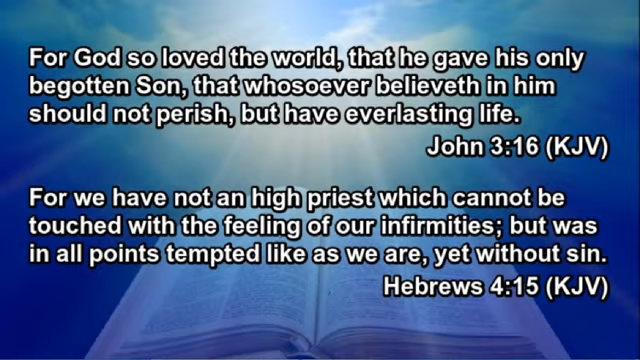 For God so loved the world, that he gave his only
begotten Son, that whosoever believeth in him
should not perish, but have everlasting life.
John 3:16 (KJV)
For we have not an high priest which cannot be
touched with the feeling of our infirmities; but was
in all points tempted like as we are, yet without sin.
Hebrews 4:15 (KJV)